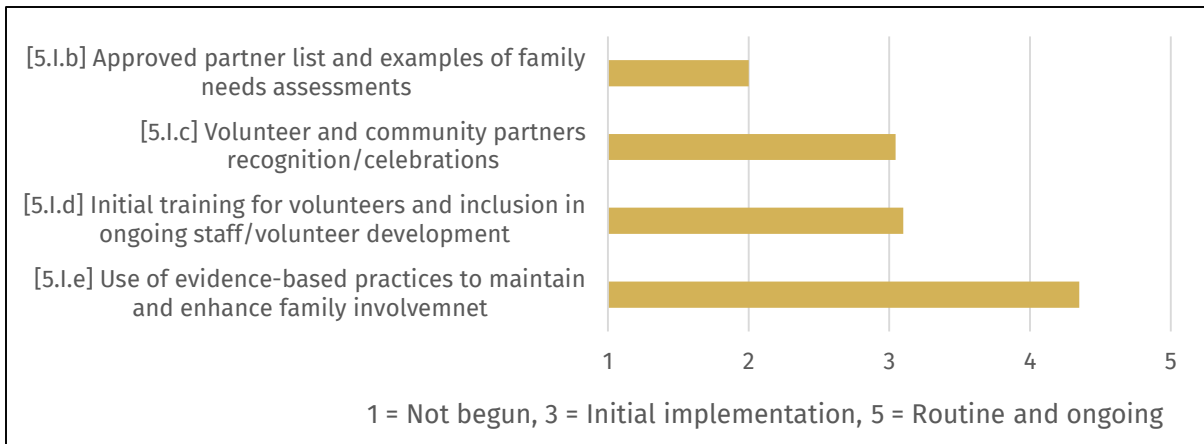 [5.I.b] Approved partner list and examples of family
needs assessments
[5.I.c] Volunteer and community partners
recognition/celebrations
[5.I.d] Initial training for volunteers and inclusion in
ongoing staff/volunteer development
[5.I.e] Use of evidence-based practices to maintain
and enhance family involvemnet
1 2 3 4 5
1 = Not begun, 3 = Initial implementation, 5 = Routine and ongoing